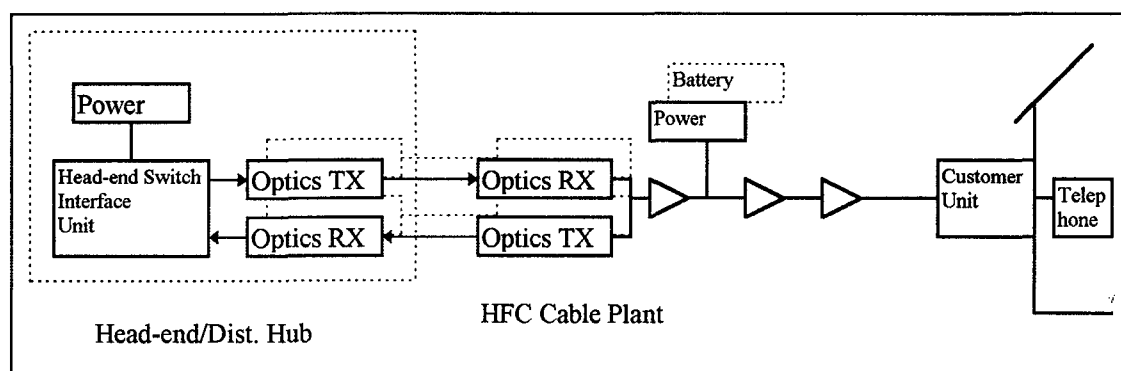 Battery
Power
Power
Head-end Switch
Interface
Unit
Optics TX
Optics RX
Optics RX
Optics TX
Customer
Unit
Telep
hone
HFC Cable Plant
Head-end/Dist. Hub